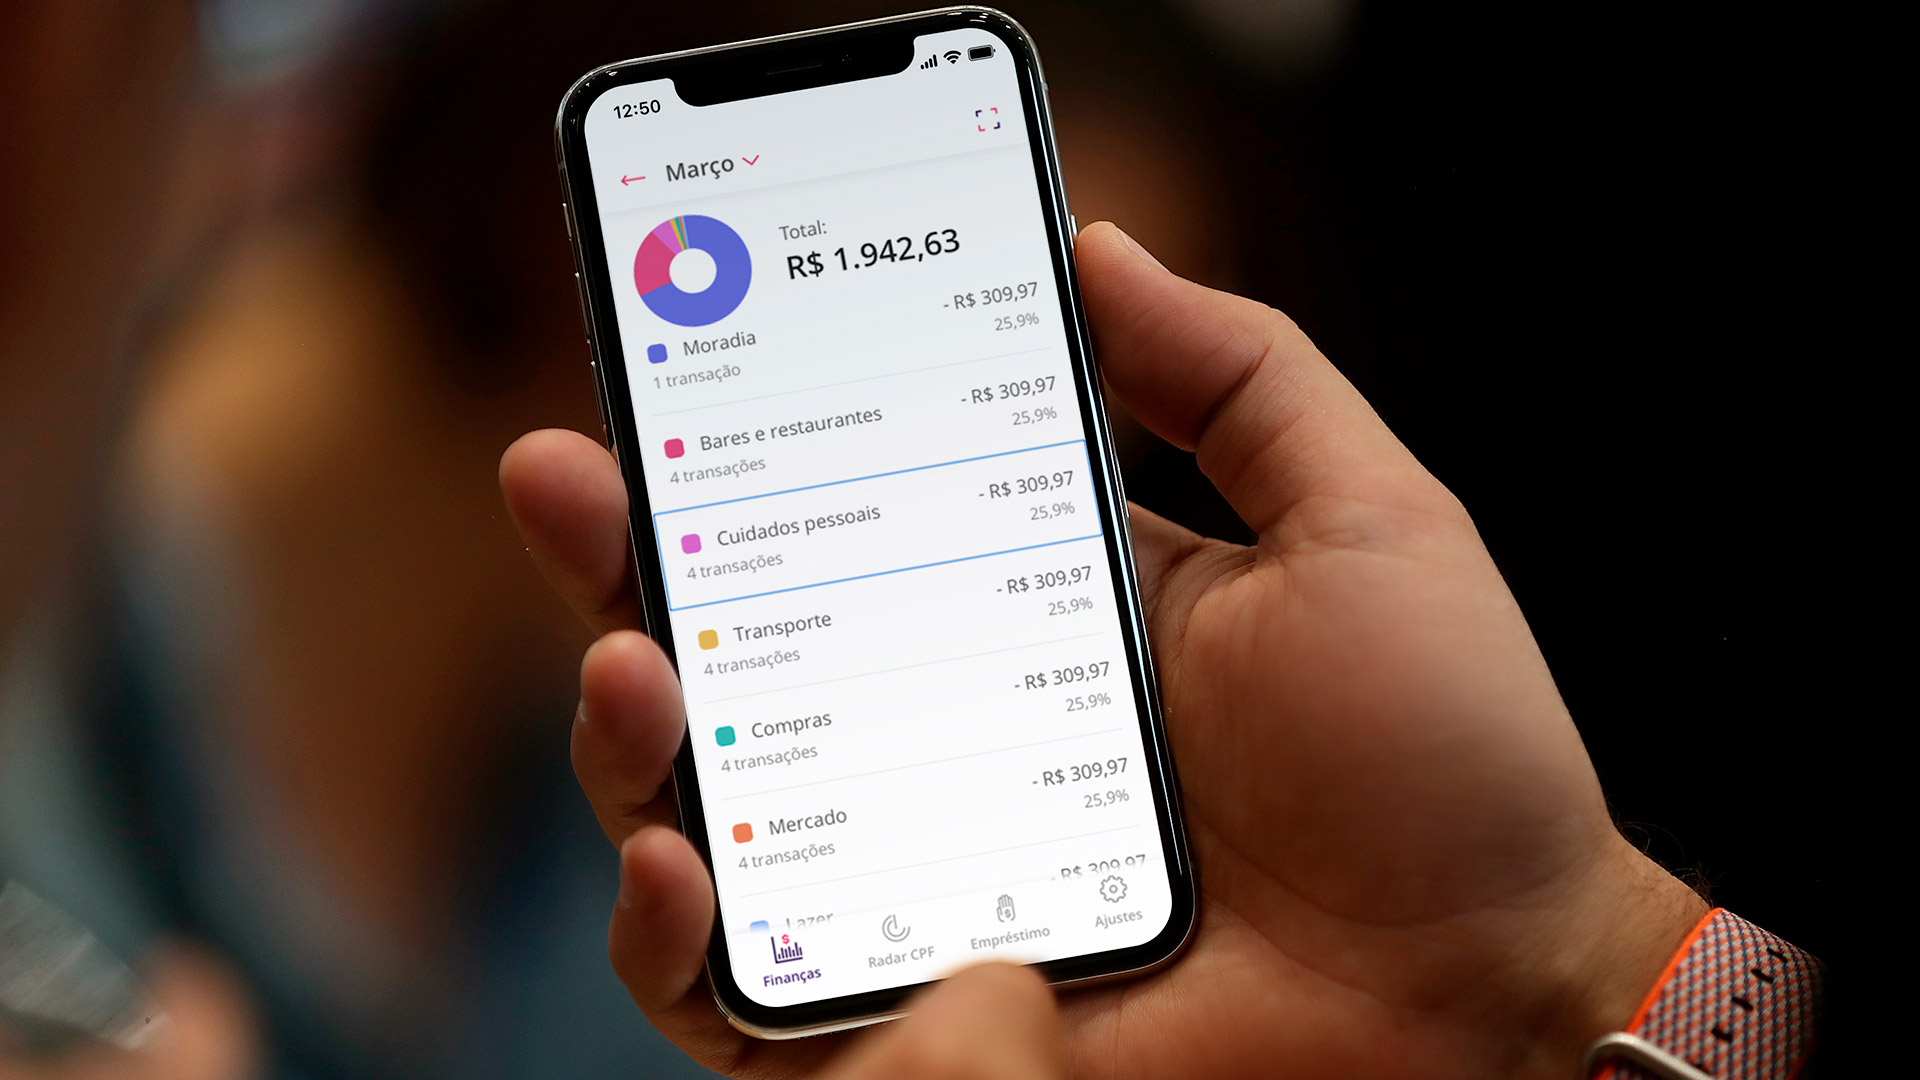 12:50
Março
Total:
R$ 1.942,63
Moradia
- R$ 309,97
1 transação
25,9%
Bares e restaurantes
- R$ 309,97
4 transações
25,9%
Cuidados pessoais
- R$ 309,97
4 transações
25,9%
Transporte
- R$ 309,97
4 transações
25,9%
Compras
- R$ 309,97
4 transações
25,9%
Mercado
- R$ 309,97
4 transações
25,9%
Lazer
- R$ 309,97
Finanças
Radar CPF
Empréstimo
Ajustes